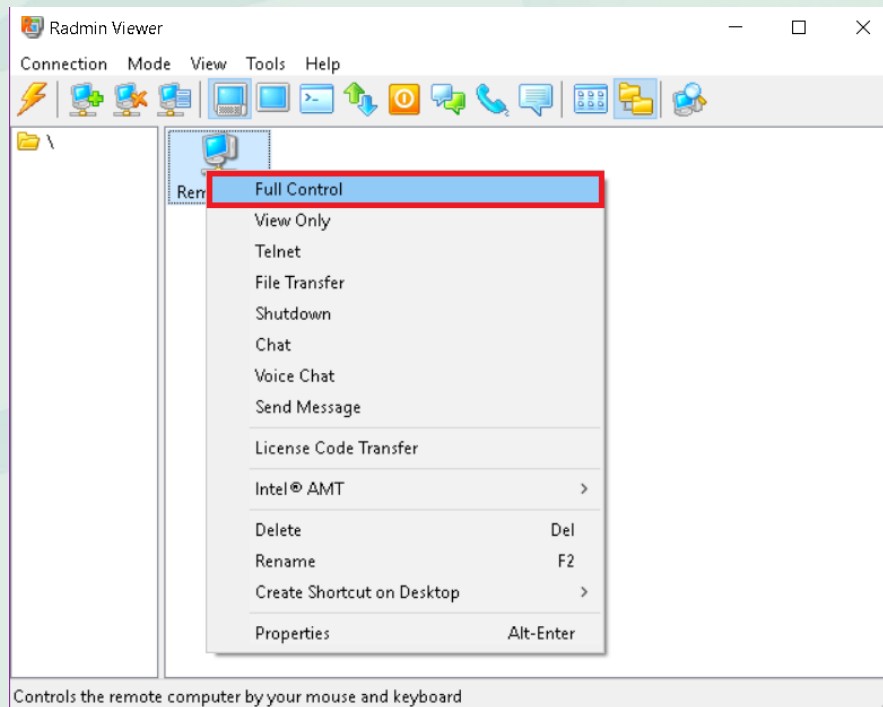 Radmin Viewer
Connection Mode View Tools Help
\
Full Control
View Only
Telnet
File Transfer
Shutdown
Chat
Voice Chat
Send Message
License Code Transfer
Intel® AMT
Delete Del
Rename F2
Create Shortcut on Desktop
Properties Alt-Enter
Controls the remote computer by your mouse and keyboard